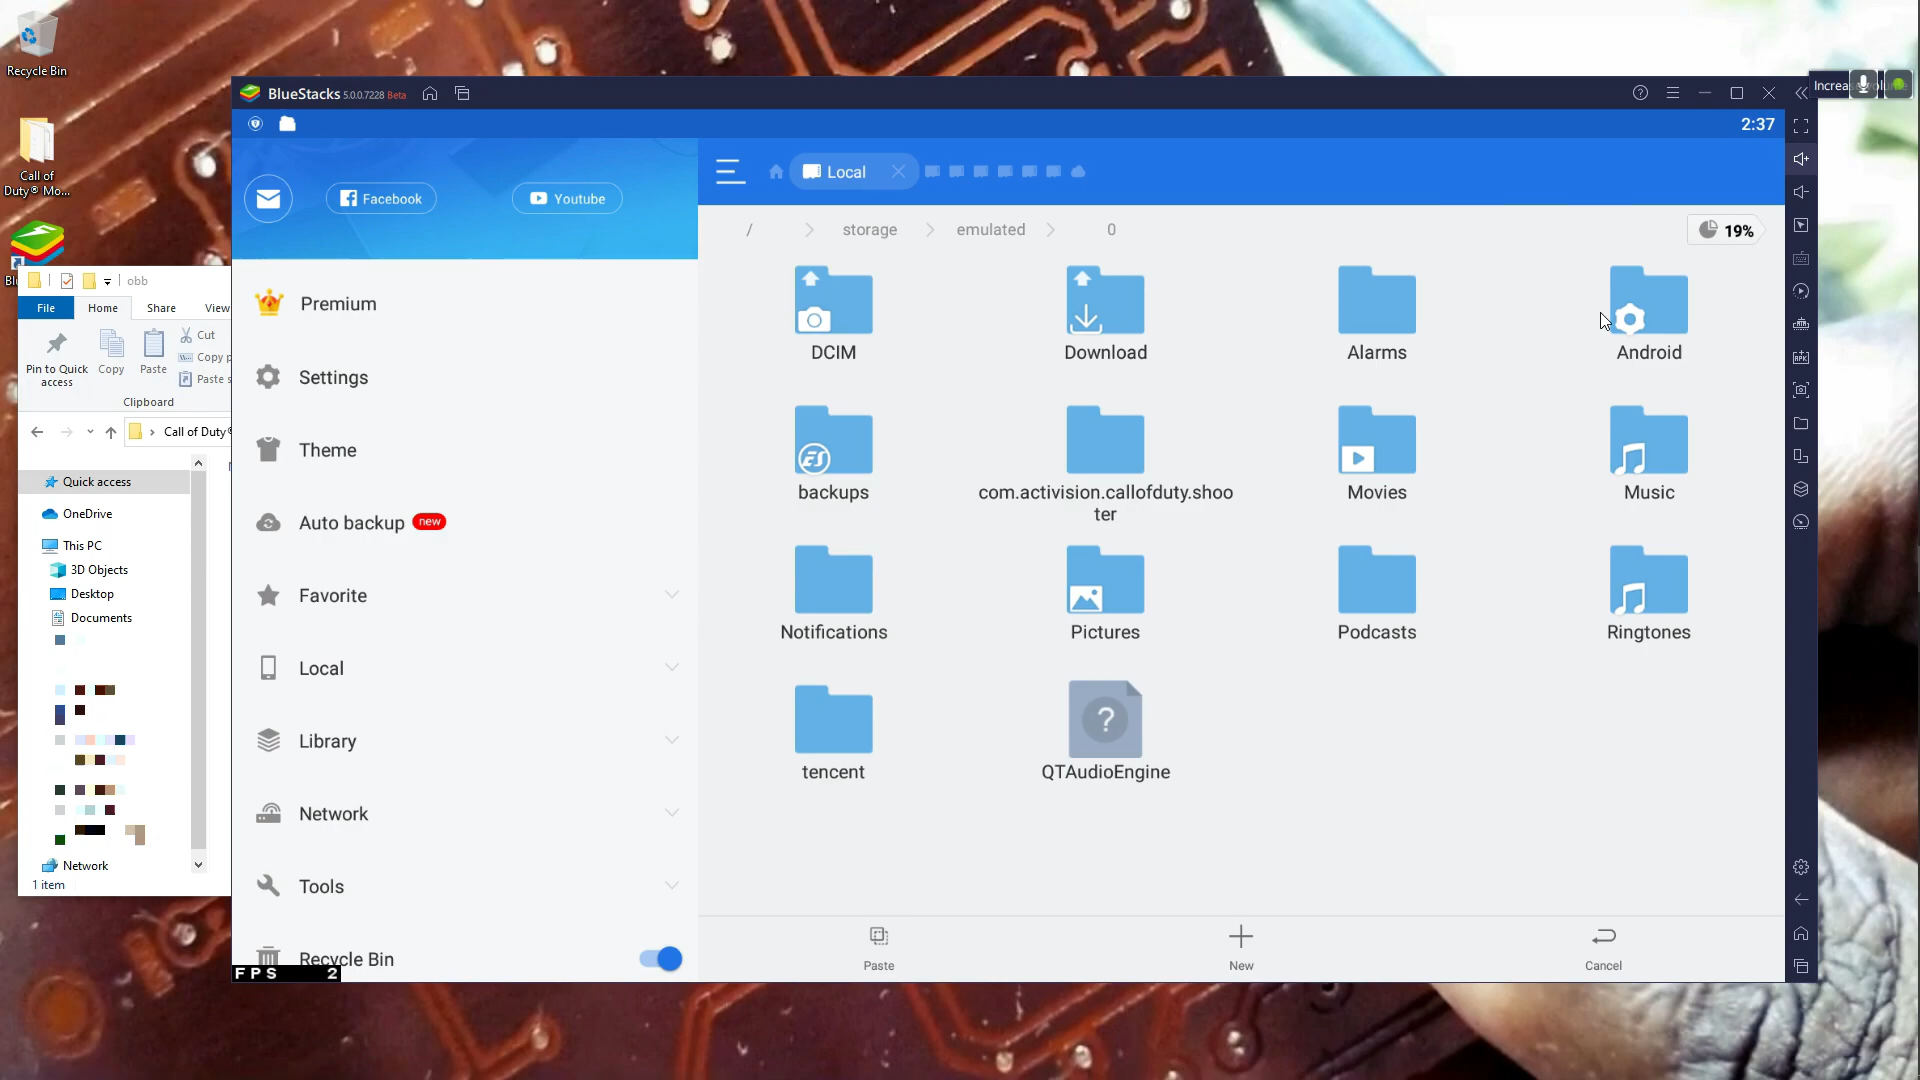 Recycle Bin
Call of
Duty® Mo...
Increa
BlueStacks 5.0.0.7228 Beta
2:37
Facebook
Youtube
Local
/
storage
emulated
0
19%
obb
File
Home
Share
View
Pin to Quick
access
Copy
Paste
Cut
Copy p
Paste s
Clipboard
Call of Duty®
Quick access
OneDrive
This PC
3D Objects
Desktop
Documents
Network
1 item
Premium
Settings
Theme
Auto backup new
Favorite
Local
Library
Network
Tools
Recycle Bin
FPS 2
DCIM
Download
Alarms
Android
backups
com.activision.callofduty.shoo
ter
Movies
Music
Notifications
Pictures
Podcasts
Ringtones
tencent
QTAudioEngine
Paste
New
Cancel